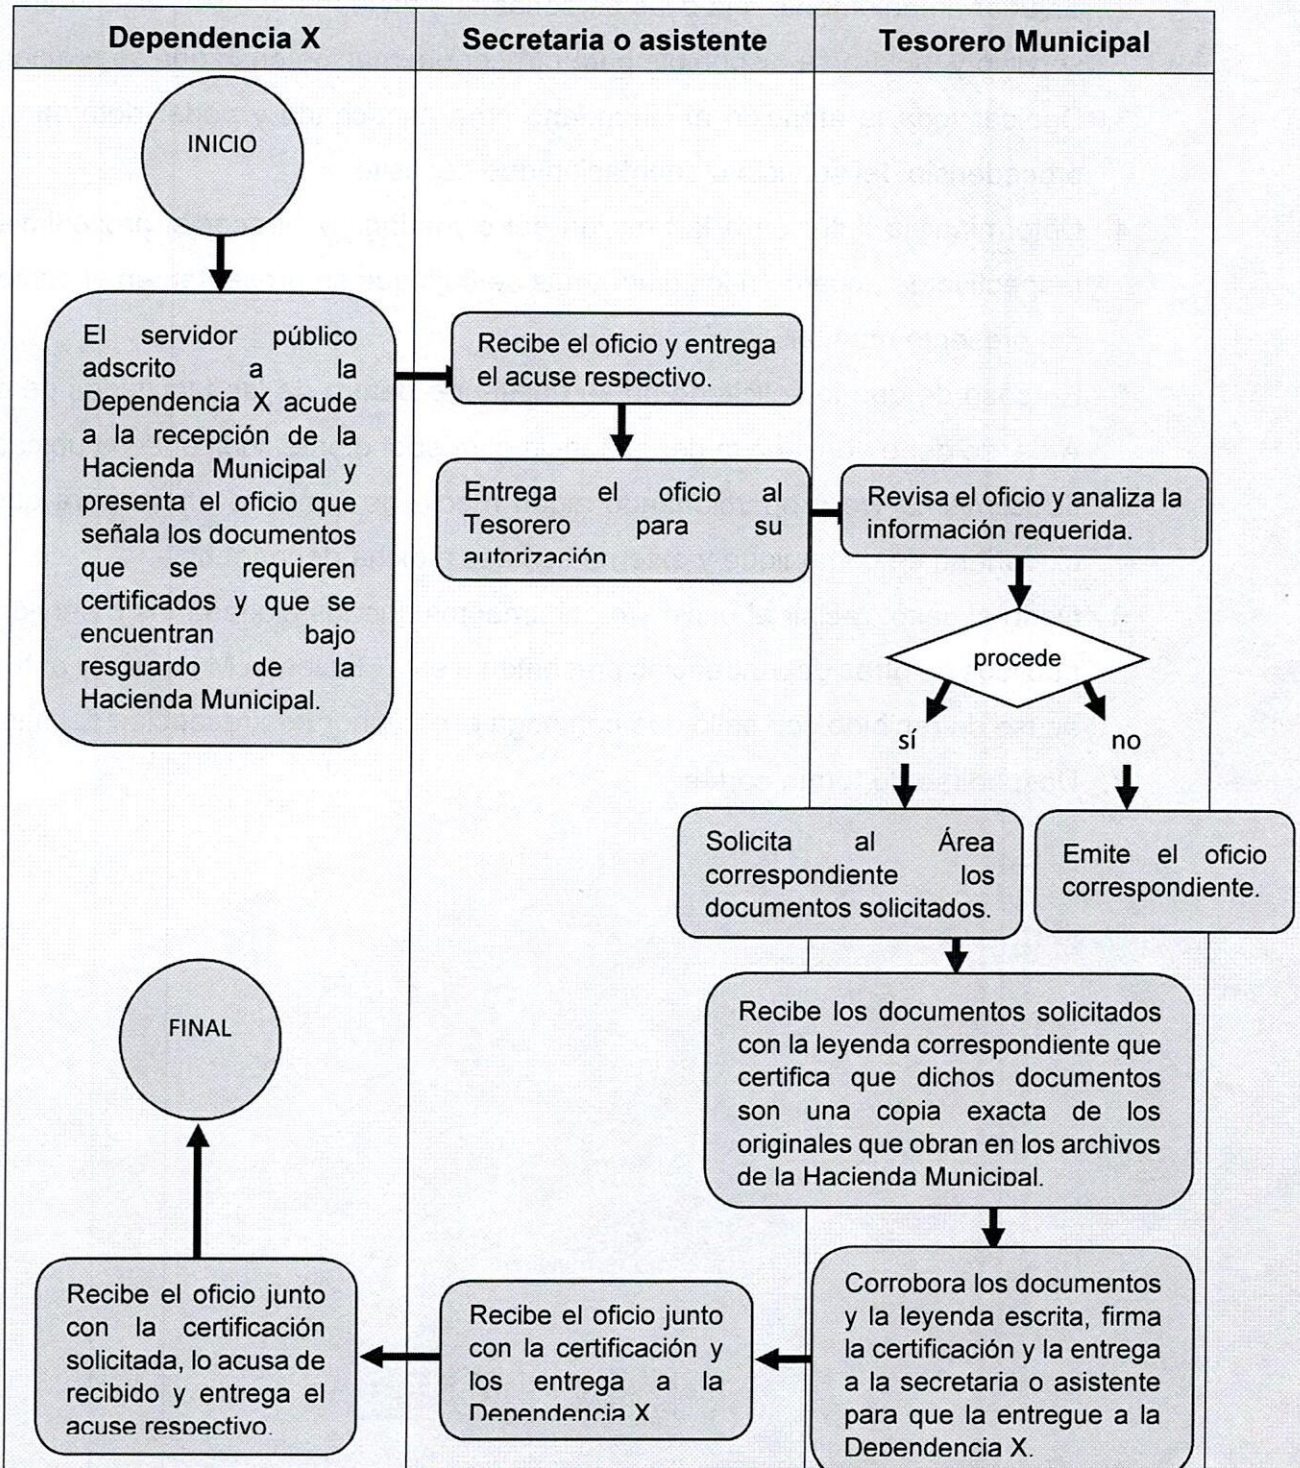 Dependencia X
Secretaria o asistente
Tesorero Municipal
INICIO
El servidor público
adscrito a la
Dependencia X acude
a la recepción de la
Hacienda Municipal y
presenta el oficio que
señala los documentos
que se requieren
certificados y que se
encuentran bajo
resguardo de la
Hacienda Municipal.
Recibe el oficio y entrega
el acuse respectivo.
Entrega el oficio al
Tesorero para su
autorización
Revisa el oficio y analiza la
información requerida.
procede
sí
no
Solicita al Área
correspondiente los
documentos solicitados.
Emite el oficio
correspondiente.
Recibe los documentos solicitados
con la leyenda correspondiente que
certifica que dichos documentos
son una copia exacta de los
originales que obran en los archivos
de la Hacienda Municipal.
Corrobora los documentos
y la leyenda escrita, firma
la certificación y la entrega
a la secretaria o asistente
para que la entregue a la
Dependencia X.
Recibe el oficio junto
con la certificación y
los entrega a la
Dependencia X
Recibe el oficio junto
con la certificación
solicitada, lo acusa de
recibido y entrega el
acuse respectivo.
FINAL